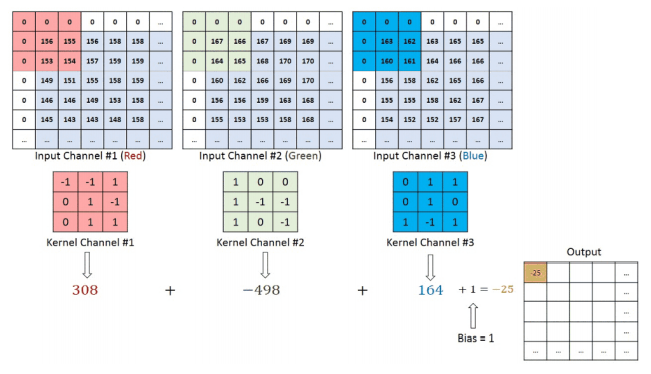 0 0 0 0 0 0 ...
0 156 155 156 158 158 ...
0 153 154 157 159 159 ...
0 149 151 155 158 159 ...
0 146 146 149 153 158 ...
0 145 143 143 148 158 ...
... ... ... ... ... ... ...
Input Channel #1 (Red)
0 0 0 0 0 0 ...
0 167 166 167 169 169 ...
0 164 165 168 170 170 ...
0 160 162 166 169 170 ...
0 156 156 159 163 168 ...
0 155 153 153 158 168 ...
... ... ... ... ... ... ...
Input Channel #2 (Green)
0 0 0 0 0 0 ...
0 163 162 163 165 165 ...
0 160 161 164 166 166 ...
0 156 158 162 165 166 ...
0 155 155 158 162 167 ...
0 154 152 152 157 167 ...
... ... ... ... ... ... ...
Input Channel #3 (Blue)
-1 -1 1
0 1 -1
0 1 1
Kernel Channel #1
1 0 0
1 -1 -1
1 0 -1
Kernel Channel #2
0 1 1
0 1 0
1 -1 1
Kernel Channel #3
308 + −498 + 164 + 1 = −25
Bias = 1
Output
-25 ...
...
...
...
... ... ... ... ...